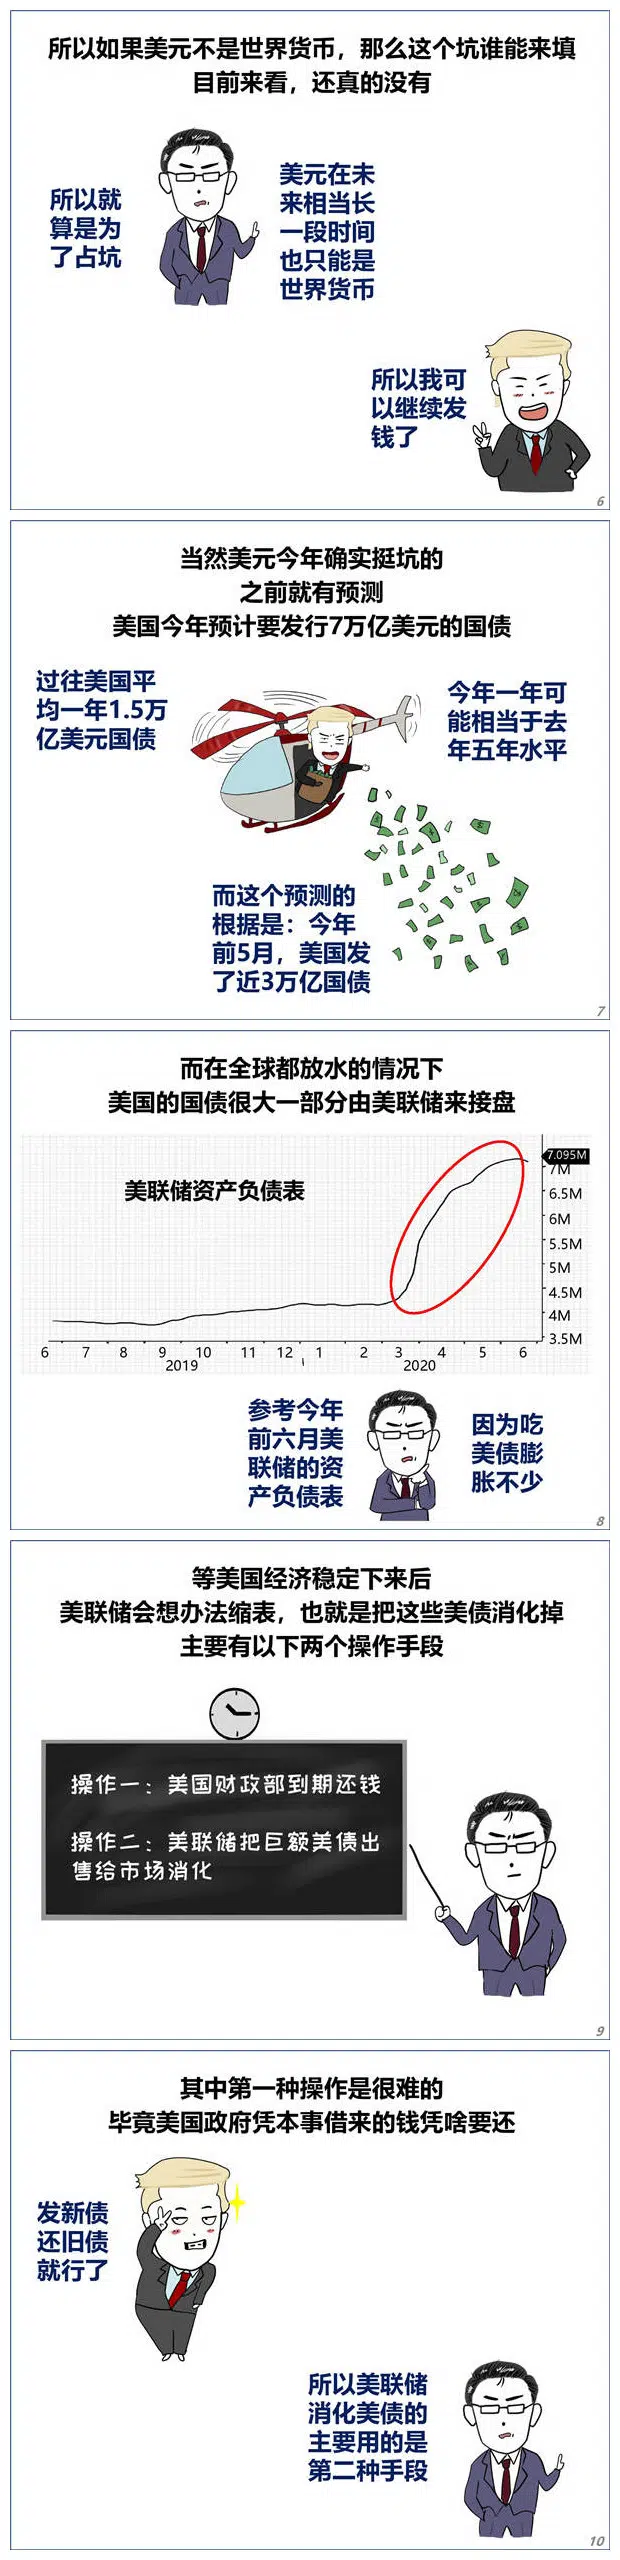 所以如果美元不是世界货币，那么这个坑谁能来填
目前来看，还真的没有
所以就
算是为
了占坑
美元在未
来相当长
一段时间
也只能是
世界货币
所以我可
以继续发
钱了
6
当然美元今年确实挺坑的
之前就有预测
美国今年预计要发行7万亿美元的国债
过往美国平
均一年1.5万
亿美元国债
今年一年可
能相当于去
年五年水平
而这个预测的
根据是：今年
前5月，美国发
了近3万亿国债
7
而在全球都放水的情况下
美国的国债很大一部分由美联储来接盘
美联储资产负债表
7.095M
7M
6.5M
6M
5.5M
5M
4.5M
4M
3.5M
6 7 8 9 10 11 12 1 2 3 4 5 6
2019 2020
参考今年
前六月美
联储的资
产负债表
因为吃
美债膨
胀不少
8
等美国经济稳定下来后
美联储会想办法缩表，也就是把这些美债消化掉
主要有以下两个操作手段
操作一：美国财政部到期还钱
操作二：美联储把巨额美债出
售给市场消化
9
其中第一种操作是很难的
毕竟美国政府凭本事借来的钱凭啥要还
发新债
还旧债
就行了
所以美联储
消化美债的
主要用的是
第二种手段
10